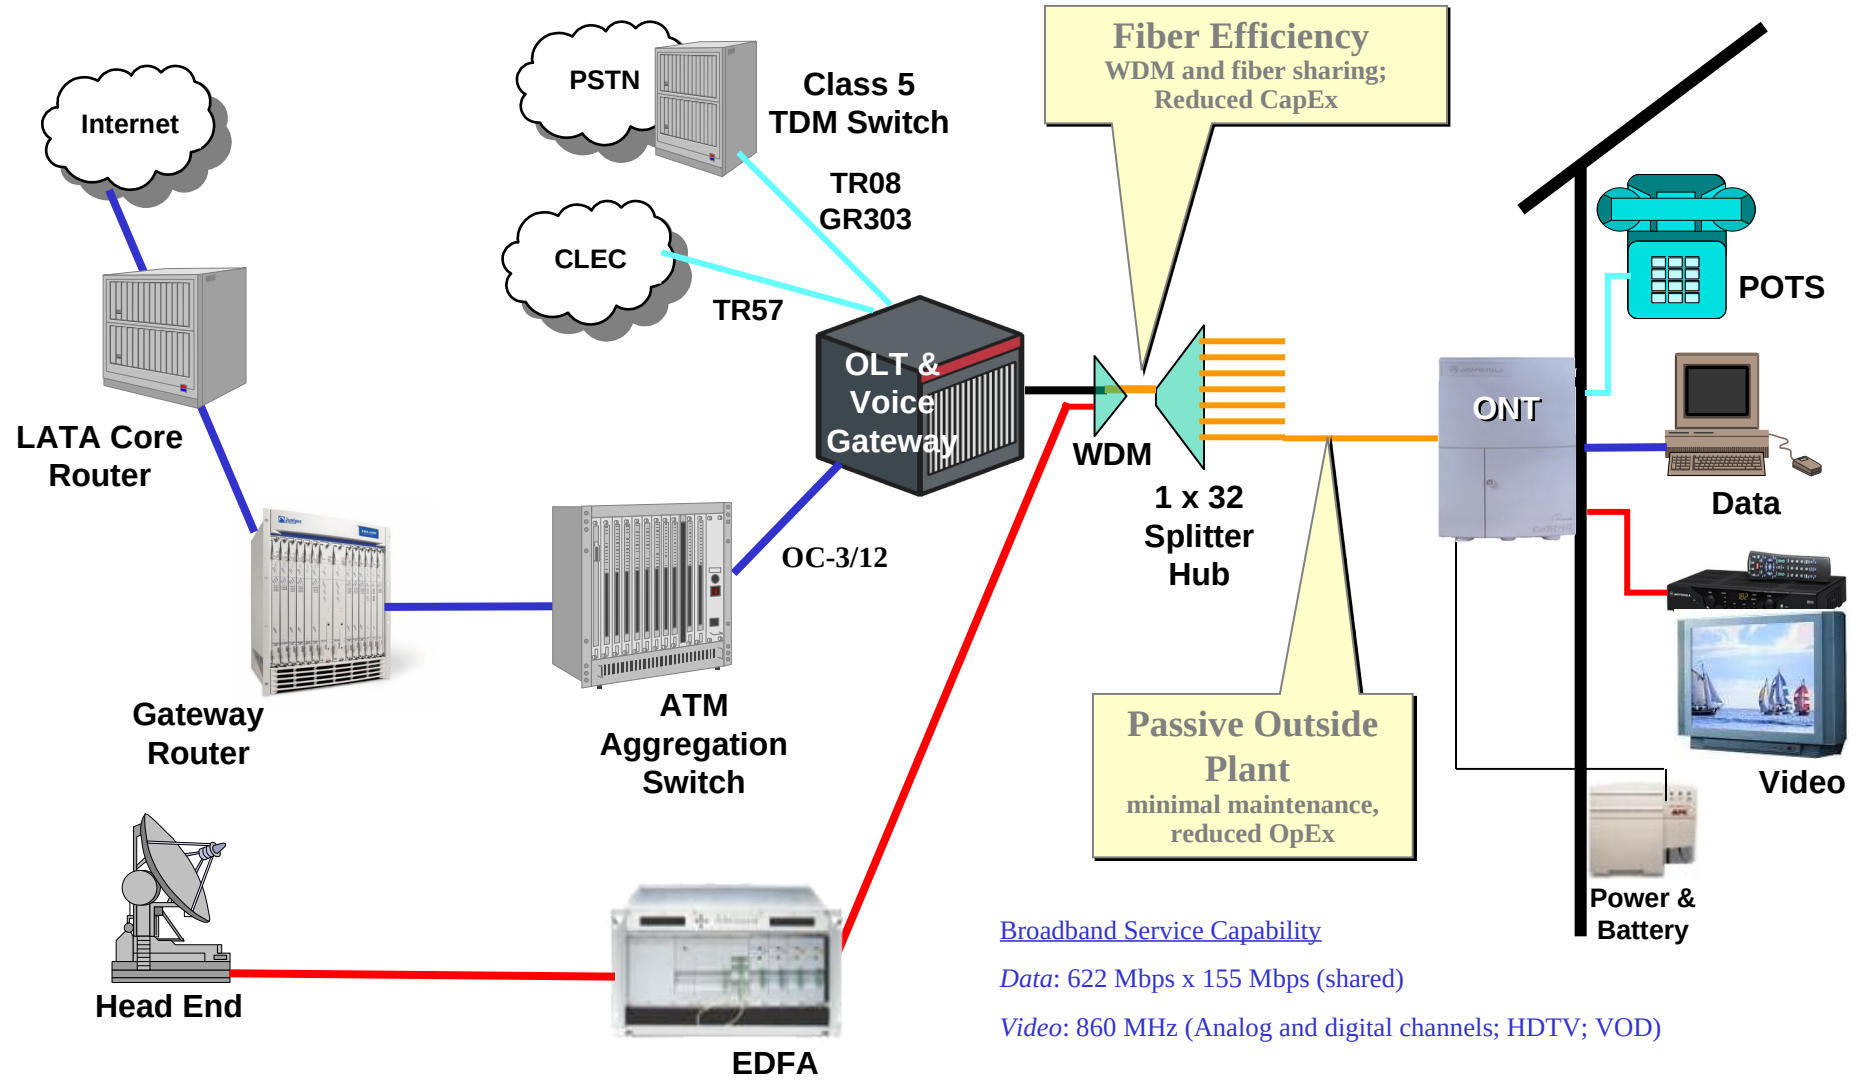 Internet
PSTN
Class 5
TDM Switch
TR08
GR303
CLEC
TR57
Fiber Efficiency
WDM and fiber sharing;
Reduced CapEx
POTS
LATA Core
Router
OLT &
Voice
Gateway
WDM
1 x 32
Splitter
Hub
ONT
Data
OC-3/12
Gateway
Router
ATM
Aggregation
Switch
Passive Outside
Plant
minimal maintenance,
reduced OpEx
Video
Power &
Battery
Head End
EDFA
Broadband Service Capability
Data: 622 Mbps x 155 Mbps (shared)
Video: 860 MHz (Analog and digital channels; HDTV; VOD)